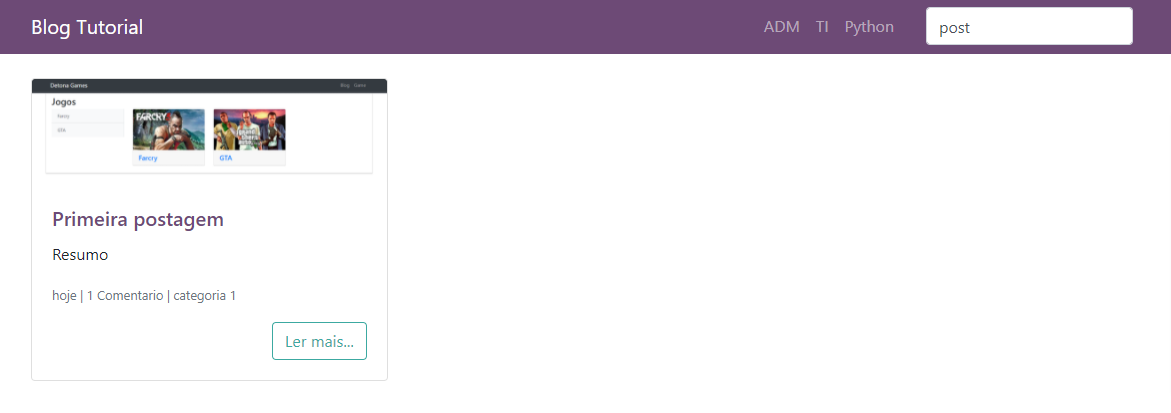 Blog Tutorial
ADM TI Python
post
Detona Games
Blog Game
Jogos
Farcry
GTA
FARCRY
Farcry
GTA
Primeira postagem
Resumo
hoje | 1 Comentario | categoria 1
Ler mais...